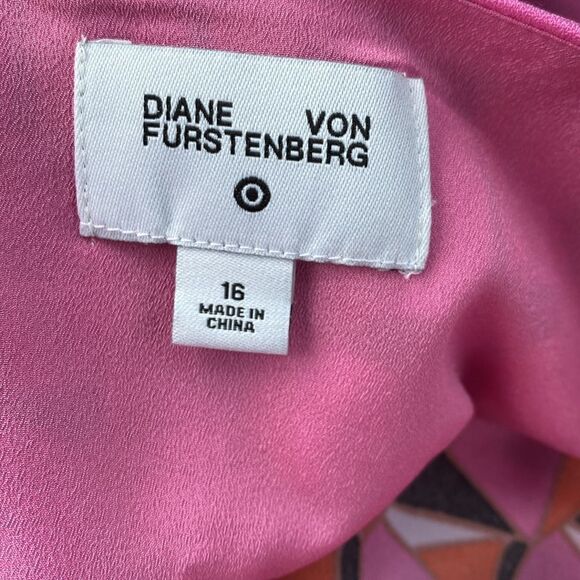 DIANE VON
FURSTENBERG
16
MADE IN
CHINA